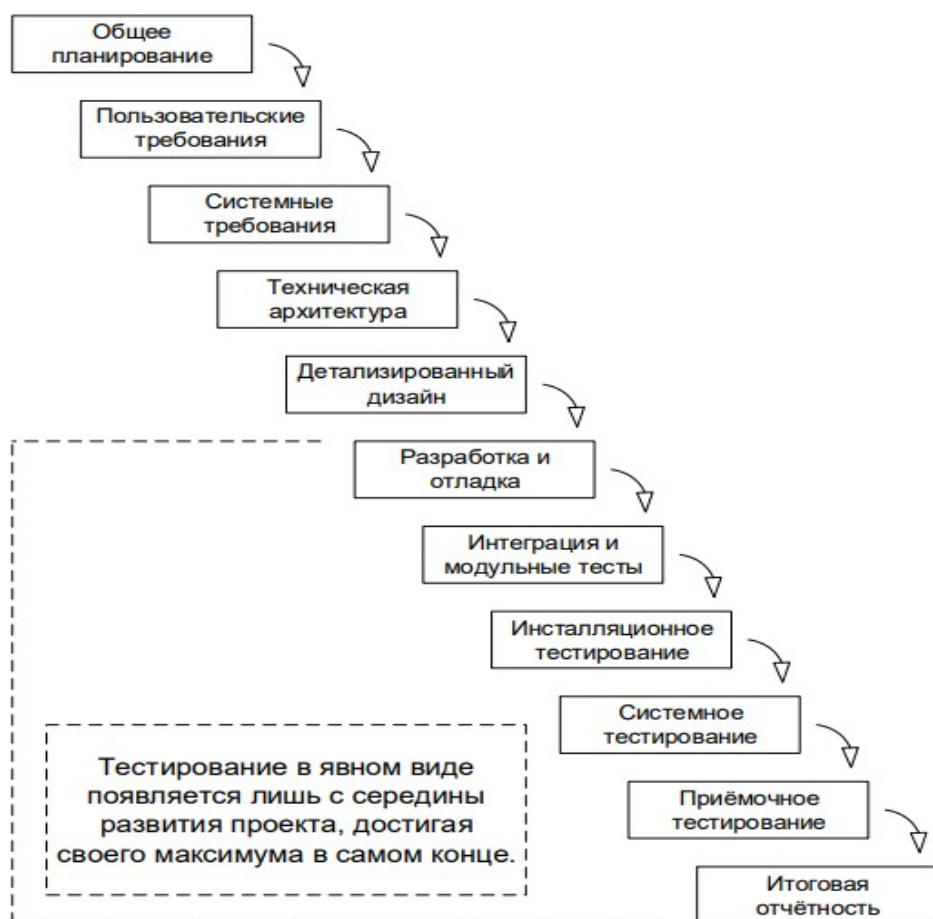 Общее
планирование
Пользовательские
требования
Системные
требования
Техническая
архитектура
Детализированный
дизайн
Разработка и
отладка
Интеграция и
модульные тесты
Инсталляционное
тестирование
Системное
тестирование
Тестирование в явном виде
появляется лишь с середины
развития проекта, достигая
своего максимума в самом конце.
Приёмочное
тестирование
Итоговая
отчётность